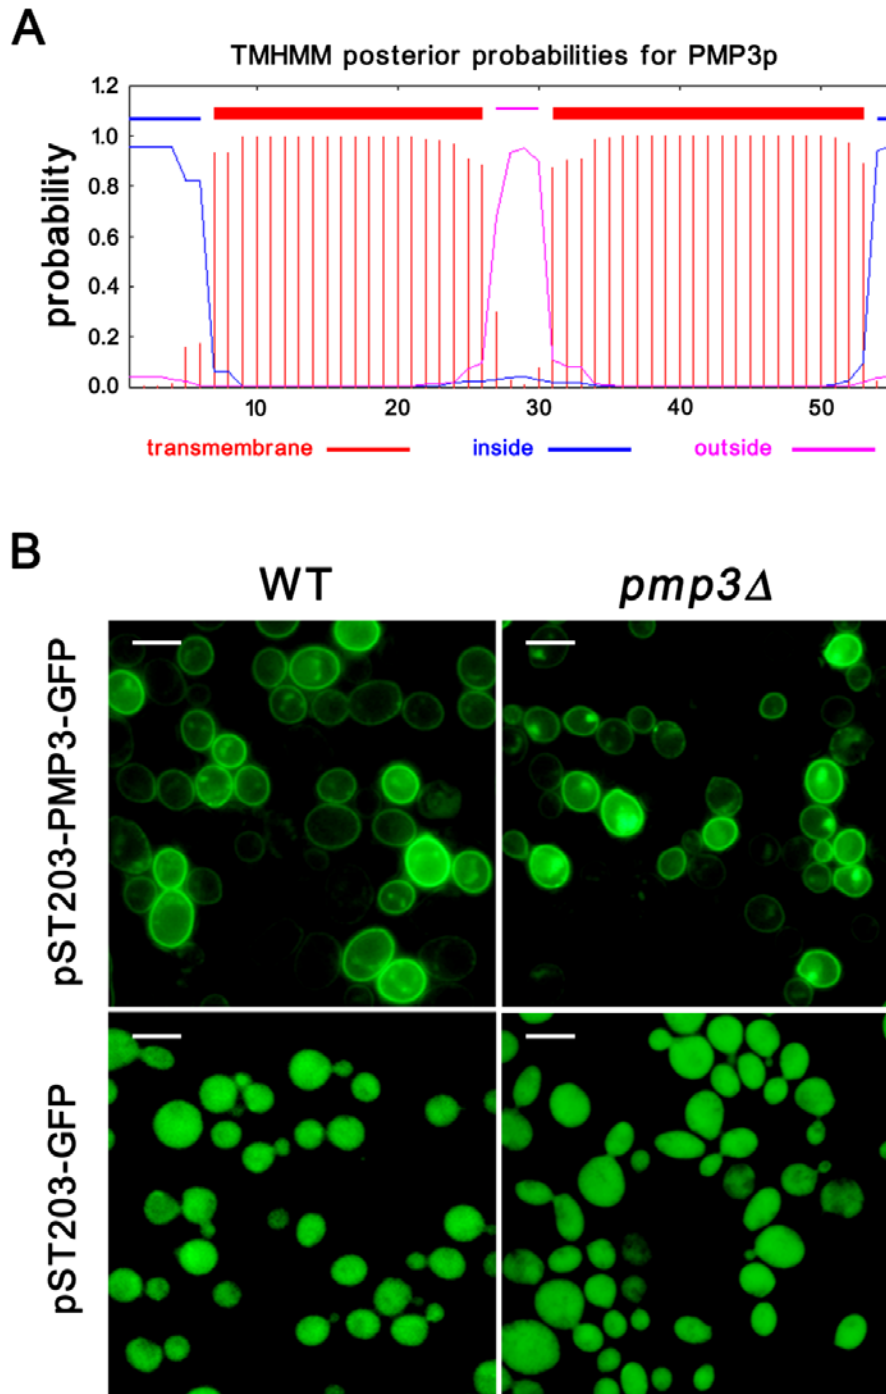 A
TMHMM posterior probabilities for PMP3p
probability
1.2
1.0
0.8
0.6
0.4
0.2
0.0
10
20
30
40
50
transmembrane
inside
outside
B
WT
pmp3Δ
pST203-PMP3-GFP
pST203-GFP